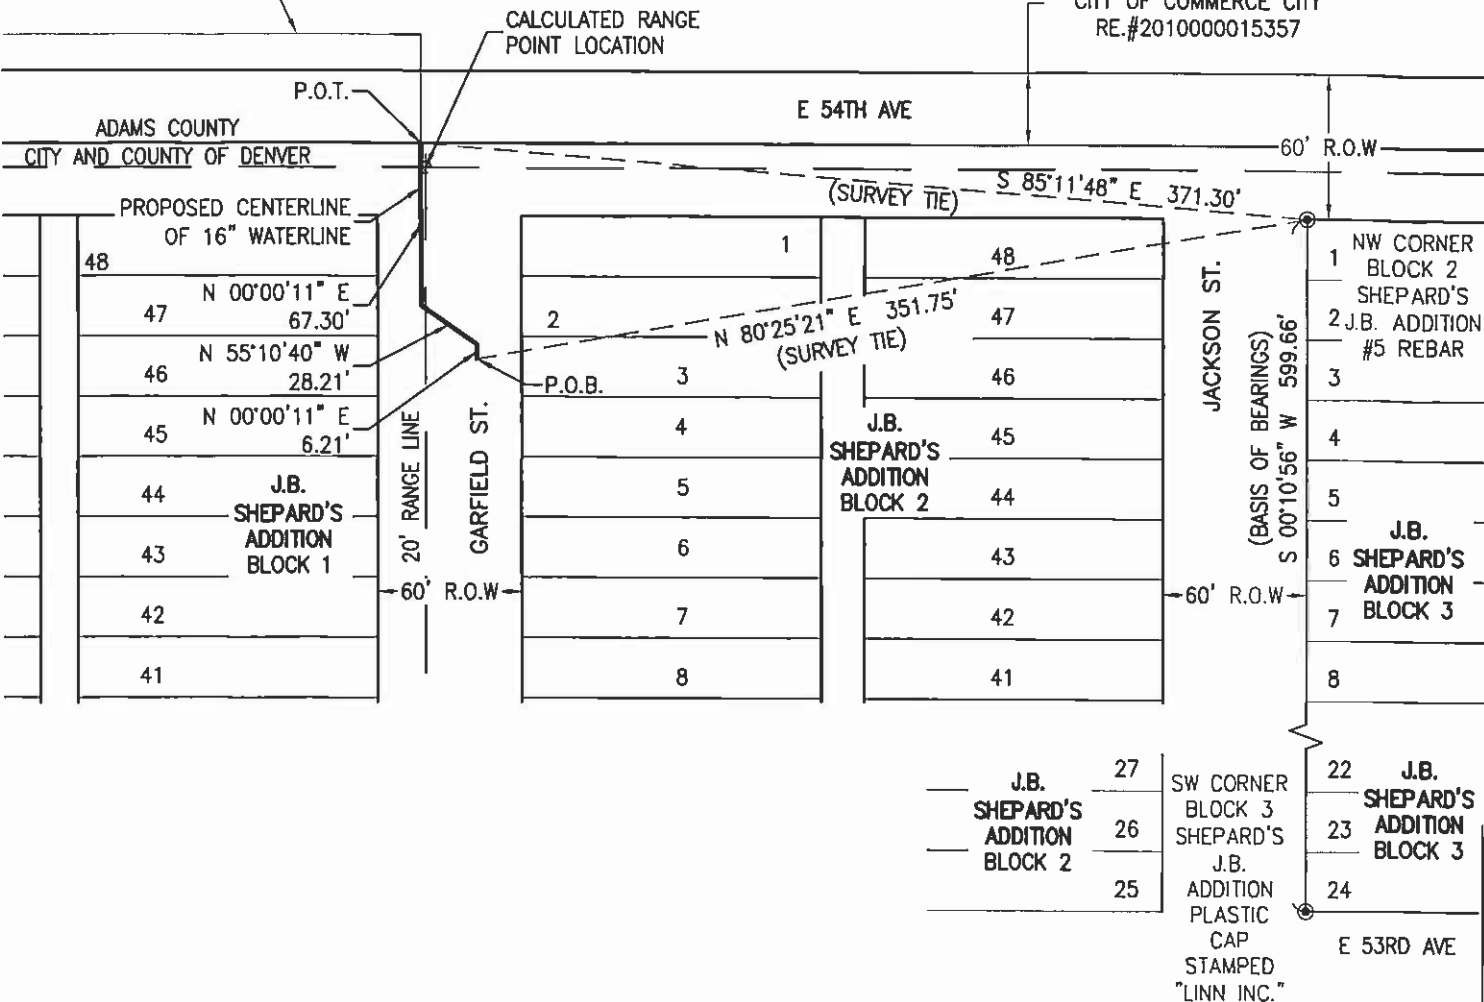 CITY OF COMMERCE CITY
RE.#2010000015357
CALCULATED RANGE
POINT LOCATION
P.O.T.
E 54TH AVE
ADAMS COUNTY
CITY AND COUNTY OF DENVER
60' R.O.W
S 85°11'48" E 371.30'
(SURVEY TIE)
PROPOSED CENTERLINE
OF 16" WATERLINE
N 00°00'11" E
67.30'
N 55°10'40" W
28.21'
N 00°00'11" E
6.21'
N 80°25'21" E 351.75'
(SURVEY TIE)
P.O.B.
48
47
46
45
44
43
42
41
J.B.
SHEPARD'S
ADDITION
BLOCK 1
20' RANGE LINE
GARFIELD ST.
60' R.O.W
1
2
3
4
5
6
7
8
J.B.
SHEPARD'S
ADDITION
BLOCK 2
48
47
46
45
44
43
42
41
JACKSON ST.
60' R.O.W
(BASIS OF BEARINGS)
S 00°10'56" W 599.66'
1
2
3
4
5
6
7
8
NW CORNER
BLOCK 2
SHEPARD'S
J.B. ADDITION
#5 REBAR
J.B.
SHEPARD'S
ADDITION
BLOCK 3
J.B.
SHEPARD'S
ADDITION
BLOCK 2
27
26
25
SW CORNER
BLOCK 3
SHEPARD'S
J.B.
ADDITION
PLASTIC
CAP
STAMPED
"LINN INC."
22
23
24
J.B.
SHEPARD'S
ADDITION
BLOCK 3
E 53RD AVE